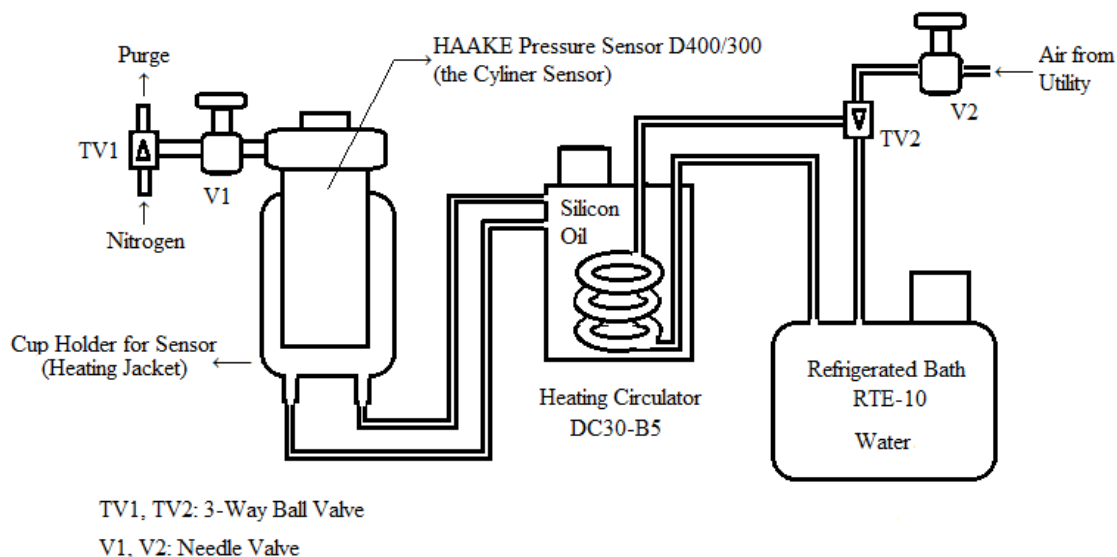 HAAKE Pressure Sensor D400/300
(the Cyliner Sensor)
Purge
Air from
Utility
TV1
V1
V2
TV2
Nitrogen
Silicon
Oil
Cup Holder for Sensor
(Heating Jacket)
Heating Circulator
DC30-B5
Refrigerated Bath
RTE-10
Water
TV1, TV2: 3-Way Ball Valve
V1, V2: Needle Valve